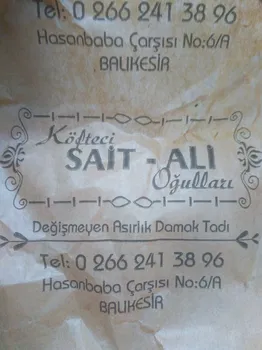 Tel: 0 266 241 38 96
Hasanbaba Çarşısı No:6/A
BALIKESİR
Köfteci
SAİT - ALİ
Oğulları
Değişmeyen Asırlık Damak Tadı
Tel: 0 266 241 38 96
Hasanbaba Çarşısı No:6/A
BALIKESİR